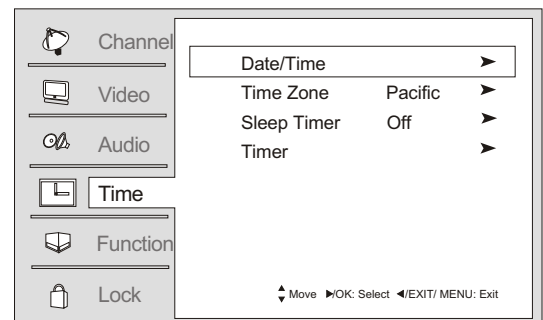 Channel
Video
Audio
Time
Function
Lock
Date/Time
Time Zone Pacific
Sleep Timer Off
Timer
Move ▶/OK: Select ◀/EXIT/ MENU: Exit